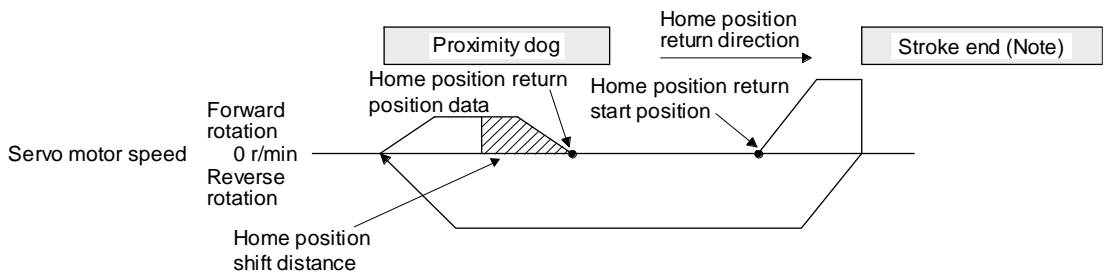 Proximity dog
Home position
return direction
Stroke end (Note)
Home position return
position data
Home position return
start position
Forward
rotation
Servo motor speed 0 r/min
Reverse
rotation
Home position
shift distance